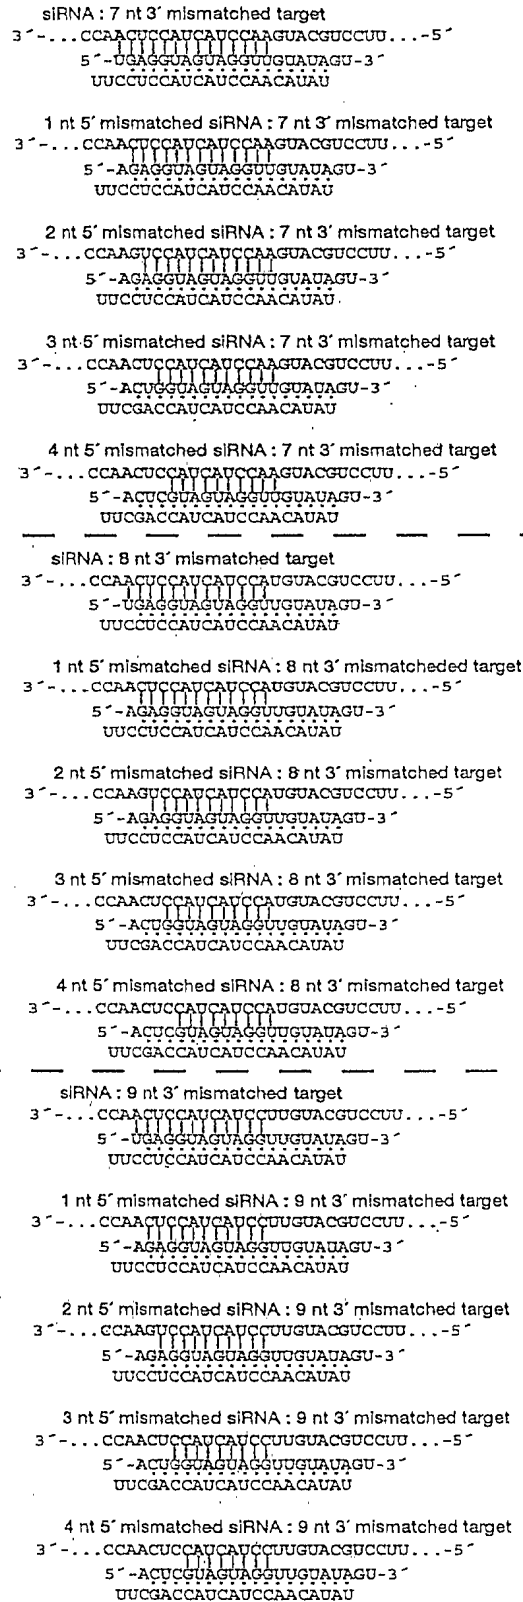 siRNA : 7 nt 3´ mismatched target
3´-...CCAACUCCAUCAUCCAAGUACGUCCUU...-5´
5´-UGAGGUAGUAGGUUGUAUAGU-3´
UUCCUCCAUCAUCCAACAUAU
1 nt 5´ mismatched siRNA : 7 nt 3´ mismatched target
3´-...CCAACUCCAUCAUCCAAGUACGUCCUU...-5´
5´-AGAGGUAGUAGGUUGUAUAGU-3´
UUCCUCCAUCAUCCAACAUAU
2 nt 5´ mismatched siRNA : 7 nt 3´ mismatched target
3´-...CCAAGUCCAUCAUCCAAGUACGUCCUU...-5´
5´-AGAGGUAGUAGGUUGUAUAGU-3´
UUCCUCCAUCAUCCAACAUAU
3 nt 5´ mismatched siRNA : 7 nt 3´ mismatched target
3´-...CCAACUCCAUCAUCCAAGUACGUCCUU...-5´
5´-ACUGGUAGUAGGUUGUAUAGU-3´
UUCGACCAUCAUCCAACAUAU
4 nt 5´ mismatched siRNA : 7 nt 3´ mismatched target
3´-...CCAACUCCAUCAUCCAAGUACGUCCUU...-5´
5´-ACUCGUAGUAGGUUGUAUAGU-3´
UUCGACCAUCAUCCAACAUAU
siRNA : 8 nt 3´ mismatched target
3´-...CCAACUCCAUCAUCCAUGUACGUCCUU...-5´
5´-UGAGGUAGUAGGUUGUAUAGU-3´
UUCCUCCAUCAUCCAACAUAU
1 nt 5´ mismatched siRNA : 8 nt 3´ mismatcheded target
3´-...CCAACUCCAUCAUCCAUGUACGUCCUU...-5´
5´-AGAGGUAGUAGGUUGUAUAGU-3´
UUCCUCCAUCAUCCAACAUAU
2 nt 5´ mismatched siRNA : 8 nt 3´ mismatched target
3´-...CCAAGUCCAUCAUCCAUGUACGUCCUU...-5´
5´-AGAGGUAGUAGGUUGUAUAGU-3´
UUCCUCCAUCAUCCAACAUAU
3 nt 5´ mismatched siRNA : 8 nt 3´ mismatched target
3´-...CCAACUCCAUCAUCCAUGUACGUCCUU...-5´
5´-ACUGGUAGUAGGUUGUAUAGU-3´
UUCGACCAUCAUCCAACAUAU
4 nt 5´ mismatched siRNA : 8 nt 3´ mismatched target
3´-...CCAACUCCAUCAUCCAUGUACGUCCUU...-5´
5´-ACUCGUAGUAGGUUGUAUAGU-3´
UUCGACCAUCAUCCAACAUAU
siRNA : 9 nt 3´ mismatched target
3´-...CCAACUCCAUCAUCCUUGUACGUCCUU...-5´
5´-UGAGGUAGUAGGUUGUAUAGU-3´
UUCCUCCAUCAUCCAACAUAU
1 nt 5´ mismatched siRNA : 9 nt 3´ mismatched target
3´-...CCAACUCCAUCAUCCUUGUACGUCCUU...-5´
5´-AGAGGUAGUAGGUUGUAUAGU-3´
UUCCUCCAUCAUCCAACAUAU
2 nt 5´ mismatched siRNA : 9 nt 3´ mismatched target
3´-...CCAAGUCCAUCAUCCUUGUACGUCCUU...-5´
5´-AGAGGUAGUAGGUUGUAUAGU-3´
UUCCUCCAUCAUCCAACAUAU
3 nt 5´ mismatched siRNA : 9 nt 3´ mismatched target
3´-...CCAACUCCAUCAUCCUUGUACGUCCUU...-5´
5´-ACUGGUAGUAGGUUGUAUAGU-3´
UUCGACCAUCAUCCAACAUAU
4 nt 5´ mismatched siRNA : 9 nt 3´ mismatched target
3´-...CCAACUCCAUCAUCCUUGUACGUCCUU...-5´
5´-ACUCGUAGUAGGUUGUAUAGU-3´
UUCGACCAUCAUCCAACAUAU